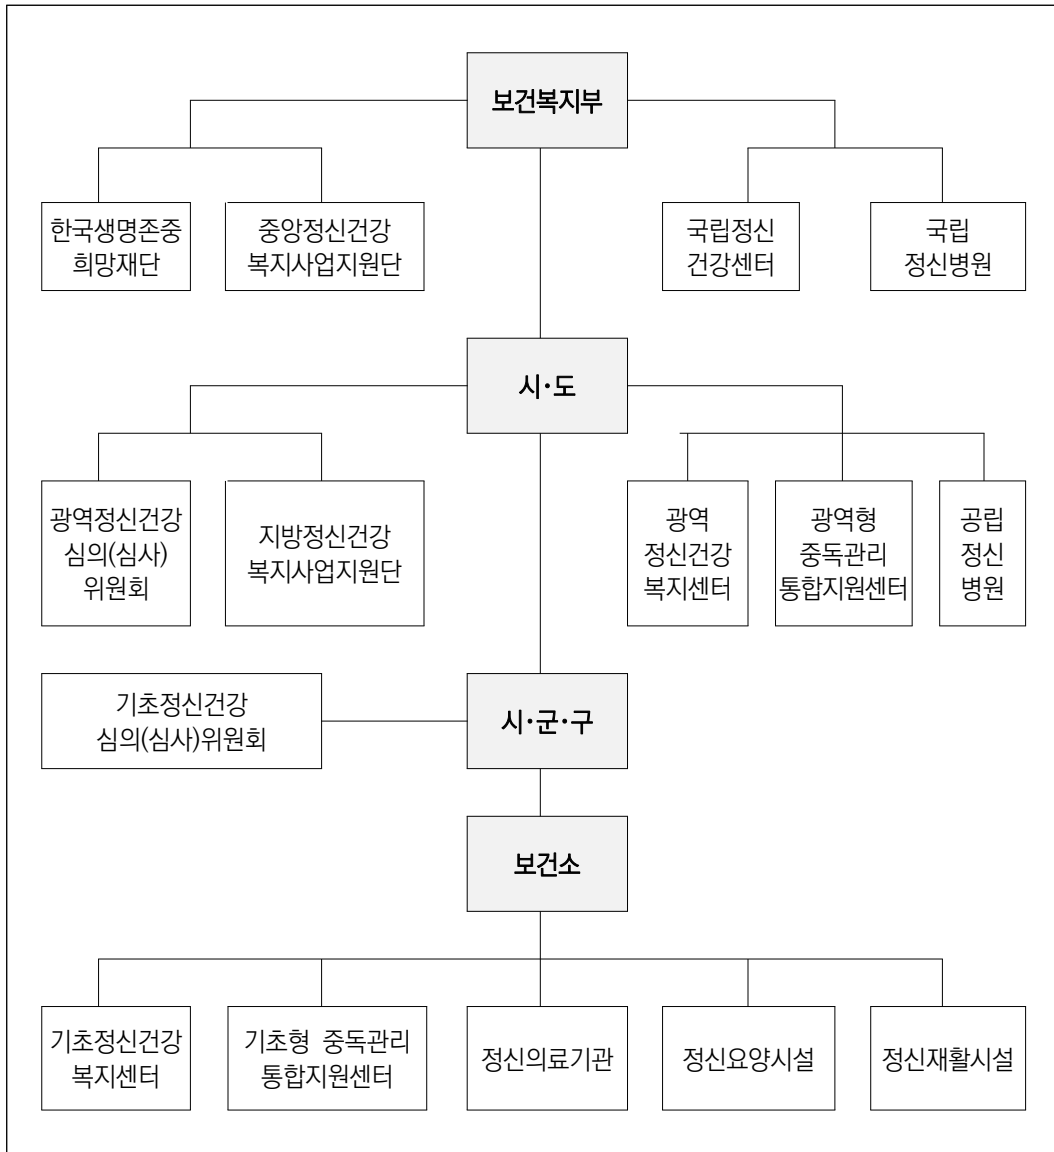 보건복지부
한국생명존중
희망재단
중앙정신건강
복지사업지원단
국립정신
건강센터
국립
정신병원
시·도
광역정신건강
심의(심사)
위원회
지방정신건강
복지사업지원단
광역
정신건강
복지센터
광역형
중독관리
통합지원센터
공립
정신
병원
기초정신건강
심의(심사)위원회
시·군·구
보건소
기초정신건강
복지센터
기초형 중독관리
통합지원센터
정신의료기관
정신요양시설
정신재활시설